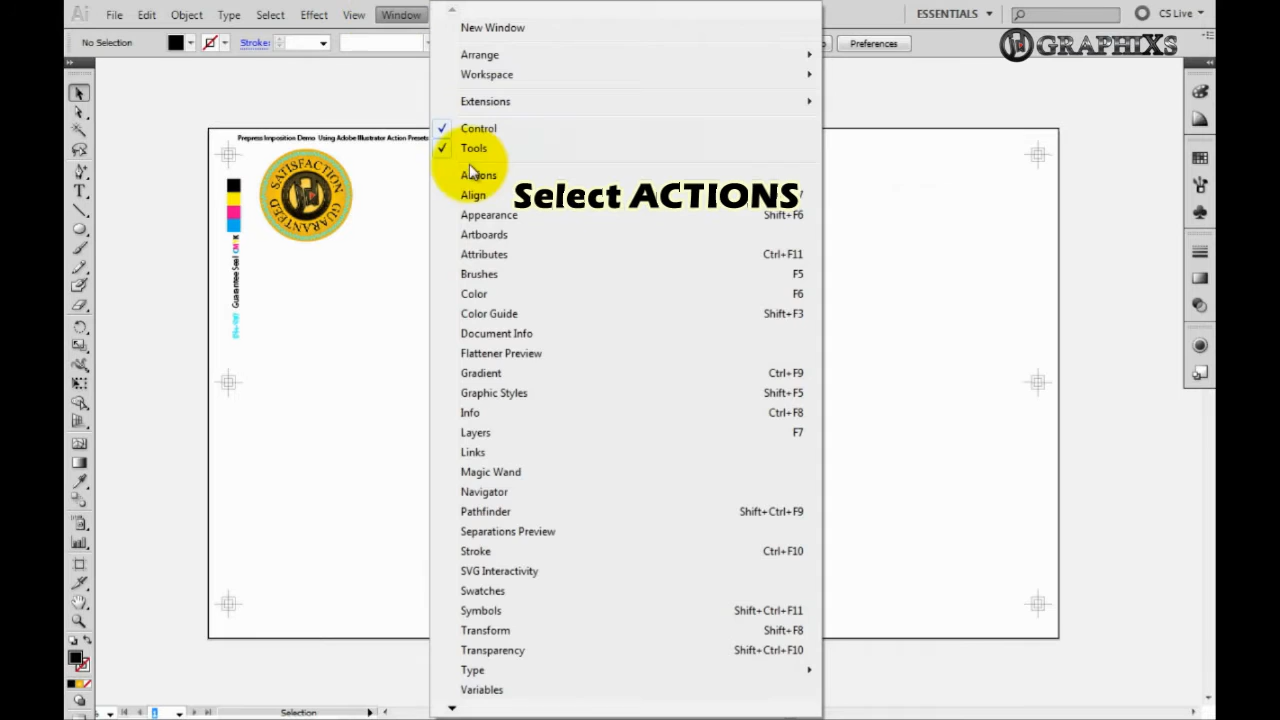 Ai File Edit Object Type Select Effect View Window ESSENTIALS CS Live
No Selection Stroke: Preferences
GRAPHIXS
New Window
Arrange
Workspace
Extensions
Control
Tools
Actions
Select ACTIONS
Align
Appearance Shift+F6
Artboards
Attributes Ctrl+F11
Brushes F5
Color F6
Color Guide Shift+F3
Document Info
Flattener Preview
Gradient Ctrl+F9
Graphic Styles Shift+F5
Info Ctrl+F8
Layers F7
Links
Magic Wand
Navigator
Pathfinder Shift+Ctrl+F9
Separations Preview
Stroke Ctrl+F10
SVG Interactivity
Swatches
Symbols Shift+Ctrl+F11
Transform Shift+F8
Transparency Shift+Ctrl+F10
Type
Variables
Prepress Imposition Demo Using Adobe Illustrator Action Presets
SATISFACTION
GUARANTEED
Guarantee Seal CMYK
Selection